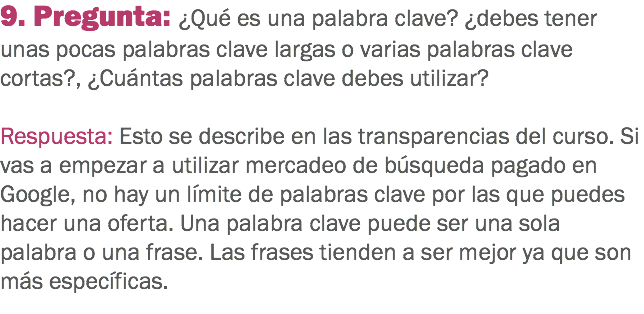 9. Pregunta: ¿Qué es una palabra clave? ¿debes tener
unas pocas palabras clave largas o varias palabras clave
cortas?, ¿Cuántas palabras clave debes utilizar?
Respuesta: Esto se describe en las transparencias del curso. Si
vas a empezar a utilizar mercadeo de búsqueda pagado en
Google, no hay un límite de palabras clave por las que puedes
hacer una oferta. Una palabra clave puede ser una sola
palabra o una frase. Las frases tienden a ser mejor ya que son
más específicas.